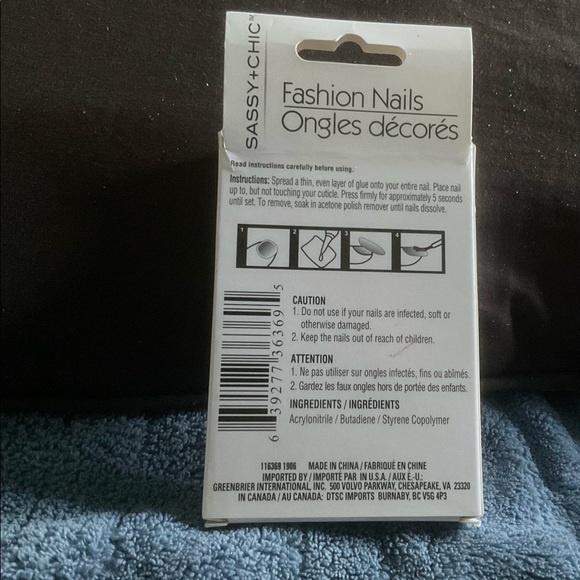 SASSY+CHIC™
Fashion Nails
Ongles décorés
Read instructions carefully before using.
Instructions: Spread a thin, even layer of glue onto your entire nail. Place nail
up to, but not touching your cuticle. Press firmly for approximately 5 seconds
until set. To remove, soak in acetone polish remover until nails dissolve.
1 2 3 4
CAUTION
1. Do not use if your nails are infected, soft or
otherwise damaged.
2. Keep the nails out of reach of children.
ATTENTION
1. Ne pas utiliser sur ongles infectés, fins ou abîmés.
2. Gardez les faux ongles hors de portée des enfants.
INGREDIENTS / INGRÉDIENTS
Acrylonitrile / Butadiene / Styrene Copolymer
6 39277 36369 5
116369 1906 MADE IN CHINA / FABRIQUÉ EN CHINE
IMPORTED BY / IMPORTÉ PAR IN U.S.A. / AUX É.-U.:
GREENBRIER INTERNATIONAL, INC. 500 VOLVO PARKWAY, CHESAPEAKE, VA 23320
IN CANADA / AU CANADA: DTSC IMPORTS BURNABY, BC V5G 4P3